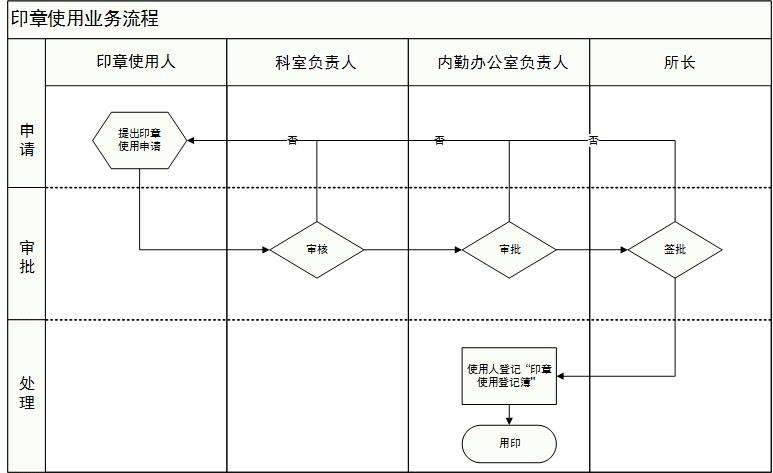 印章使用业务流程
印章使用人
科室负责人
内勤办公室负责人
所长
申
请
提出印章
使用申请
否
否
否
审
批
审核
审批
签批
处
理
使用人登记“印章
使用登记簿”
用印